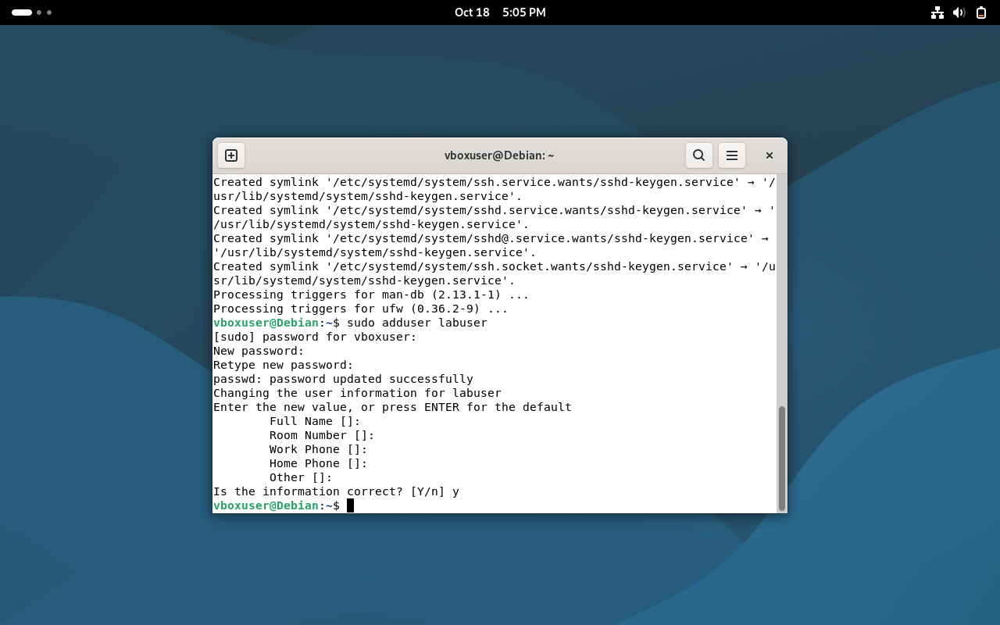 Oct 18 5:05 PM
vboxuser@Debian: ~
Created symlink '/etc/systemd/system/ssh.service.wants/sshd-keygen.service' → '/
usr/lib/systemd/system/sshd-keygen.service'.
Created symlink '/etc/systemd/system/sshd.service.wants/sshd-keygen.service' → '
/usr/lib/systemd/system/sshd-keygen.service'.
Created symlink '/etc/systemd/system/sshd@.service.wants/sshd-keygen.service' →
'/usr/lib/systemd/system/sshd-keygen.service'.
Created symlink '/etc/systemd/system/ssh.socket.wants/sshd-keygen.service' → '/u
sr/lib/systemd/system/sshd-keygen.service'.
Processing triggers for man-db (2.13.1-1) ...
Processing triggers for ufw (0.36.2-9) ...
vboxuser@Debian:~$ sudo adduser labuser
[sudo] password for vboxuser:
New password:
Retype new password:
passwd: password updated successfully
Changing the user information for labuser
Enter the new value, or press ENTER for the default
        Full Name []:
        Room Number []:
        Work Phone []:
        Home Phone []:
        Other []:
Is the information correct? [Y/n] y
vboxuser@Debian:~$